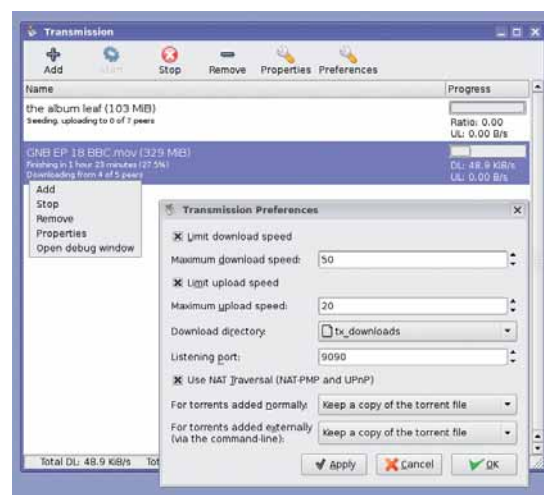 Transmission
Add Start Stop Remove Properties Preferences
Name Progress
the album leaf (103 MiB)
Seeding, uploading to 0 of 7 peers
Ratio: 0.00
UL: 0.00 B/s
GNB EP 18 BBC.mov (329 MiB)
Finishing in 1 hour 23 minutes (27.5%)
Downloading from 4 of 5 peers
DL: 48.9 KiB/s
UL: 0.00 B/s
Add
Stop
Remove
Properties
Open debug window
Transmission Preferences
Limit download speed
Maximum download speed: 50
Limit upload speed
Maximum upload speed: 20
Download directory: tx_downloads
Listening port: 9090
Use NAT Traversal (NAT-PMP and UPnP)
For torrents added normally: Keep a copy of the torrent file
For torrents added externally
(via the command-line): Keep a copy of the torrent file
Apply Cancel OK
Total DL: 48.9 KiB/s Tot